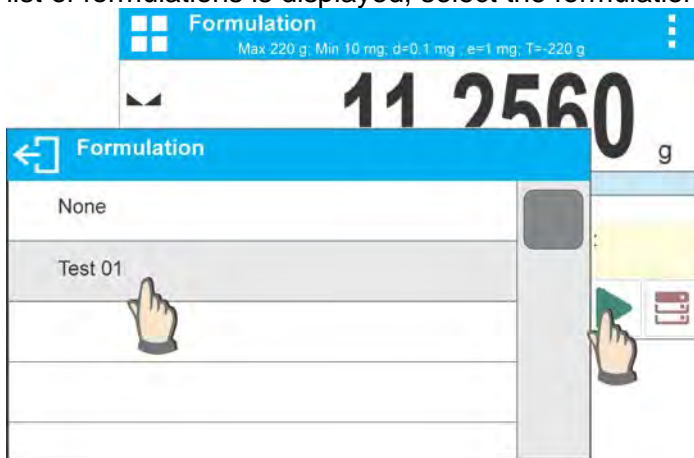 list of formulations is displayed, select the formulation
Formulation
Max 220 g; Min 10 mg; d=0.1 mg ; e=1 mg; T=-220 g
11.2560
g
Formulation
None
:
Test 01